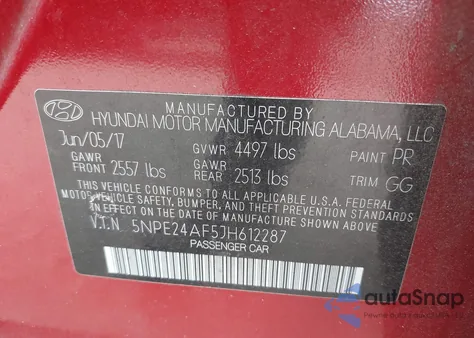 MANUFACTURED BY
HYUNDAI MOTOR MANUFACTURING ALABAMA, LLC
Jun/05/17 GVWR 4497 lbs PAINT PR
GAWR FRONT 2557 lbs GAWR REAR 2513 lbs TRIM GG
THIS VEHICLE CONFORMS TO ALL APPLICABLE U.S.A. FEDERAL
MOTOR VEHICLE SAFETY, BUMPER, AND THEFT PREVENTION STANDARDS
IN EFFECT ON THE DATE OF MANUFACTURE SHOWN ABOVE.
V.I.N. 5NPE24AF5JH612287
PASSENGER CAR
autaSnap